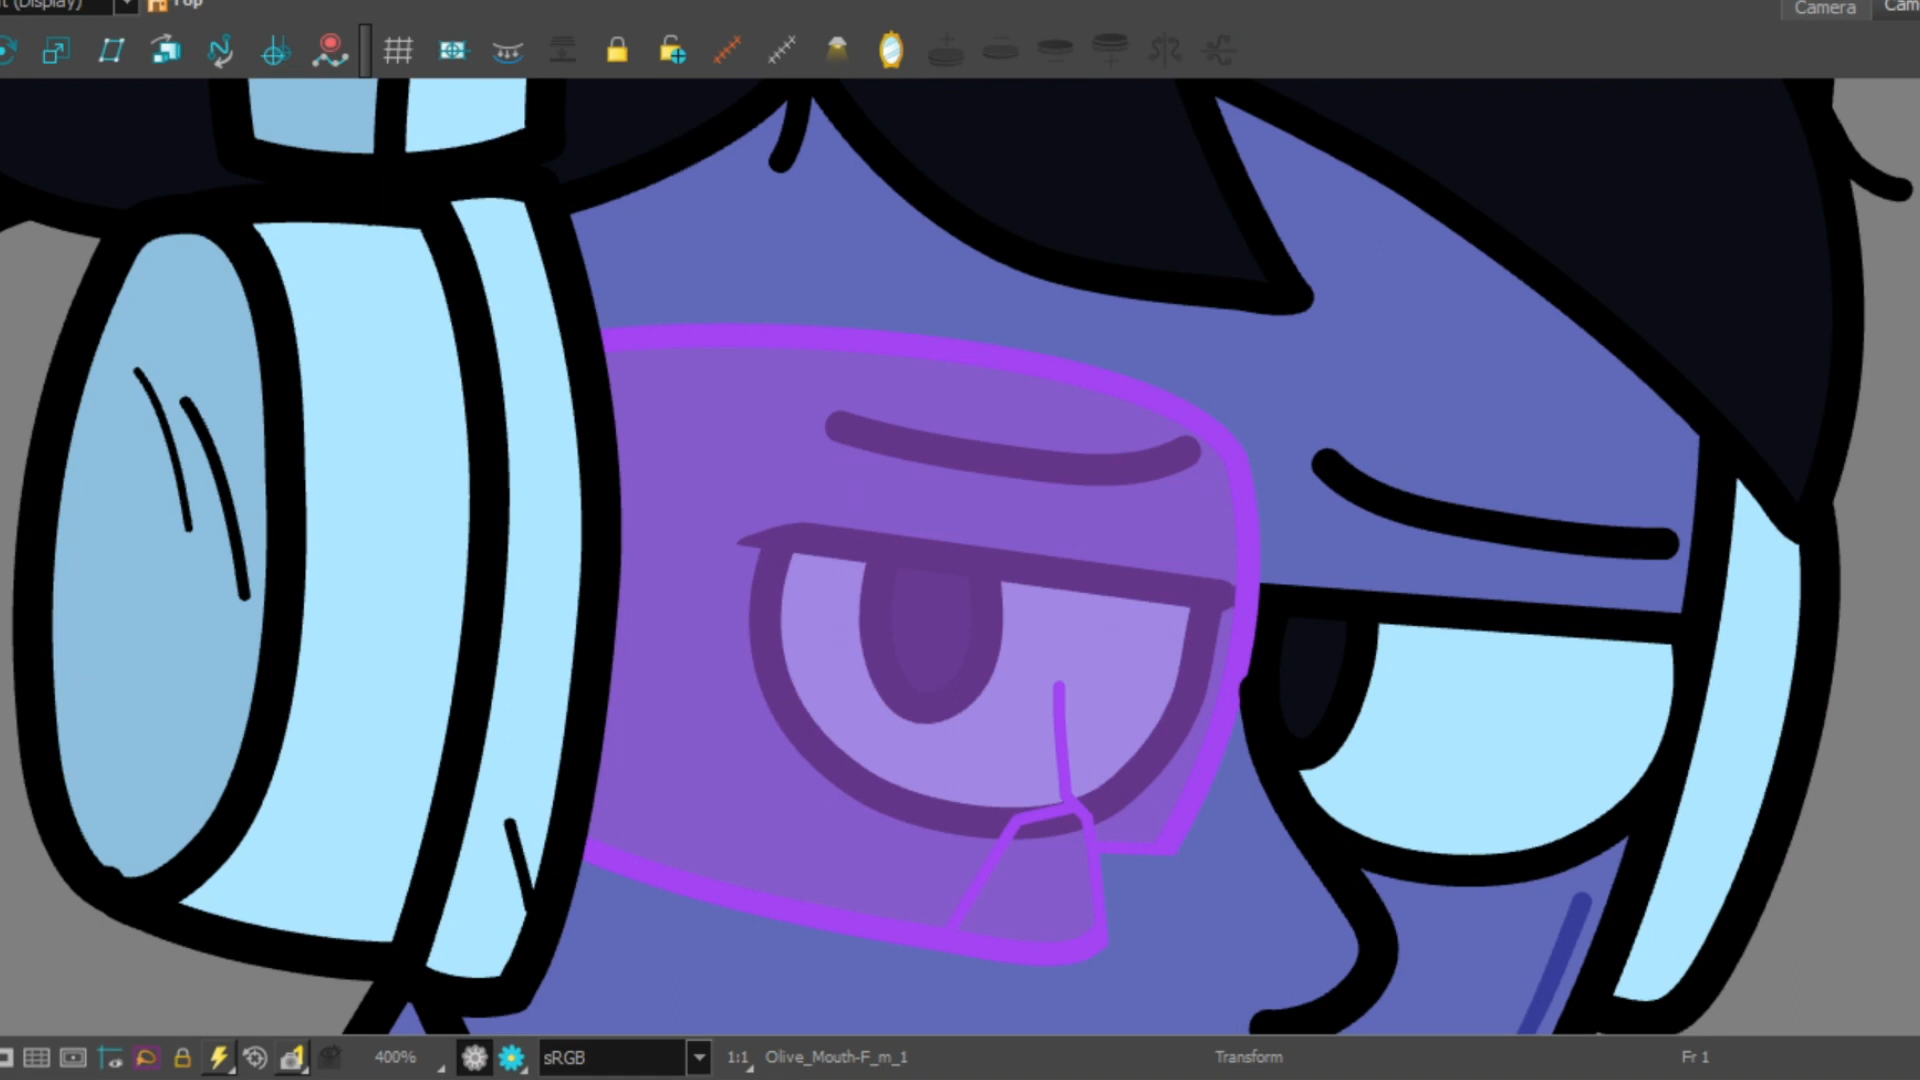 (Display)
Top
Camera
Cam
400%
sRGB
1:1
Olive_Mouth-F_m_1
Transform
Fr 1